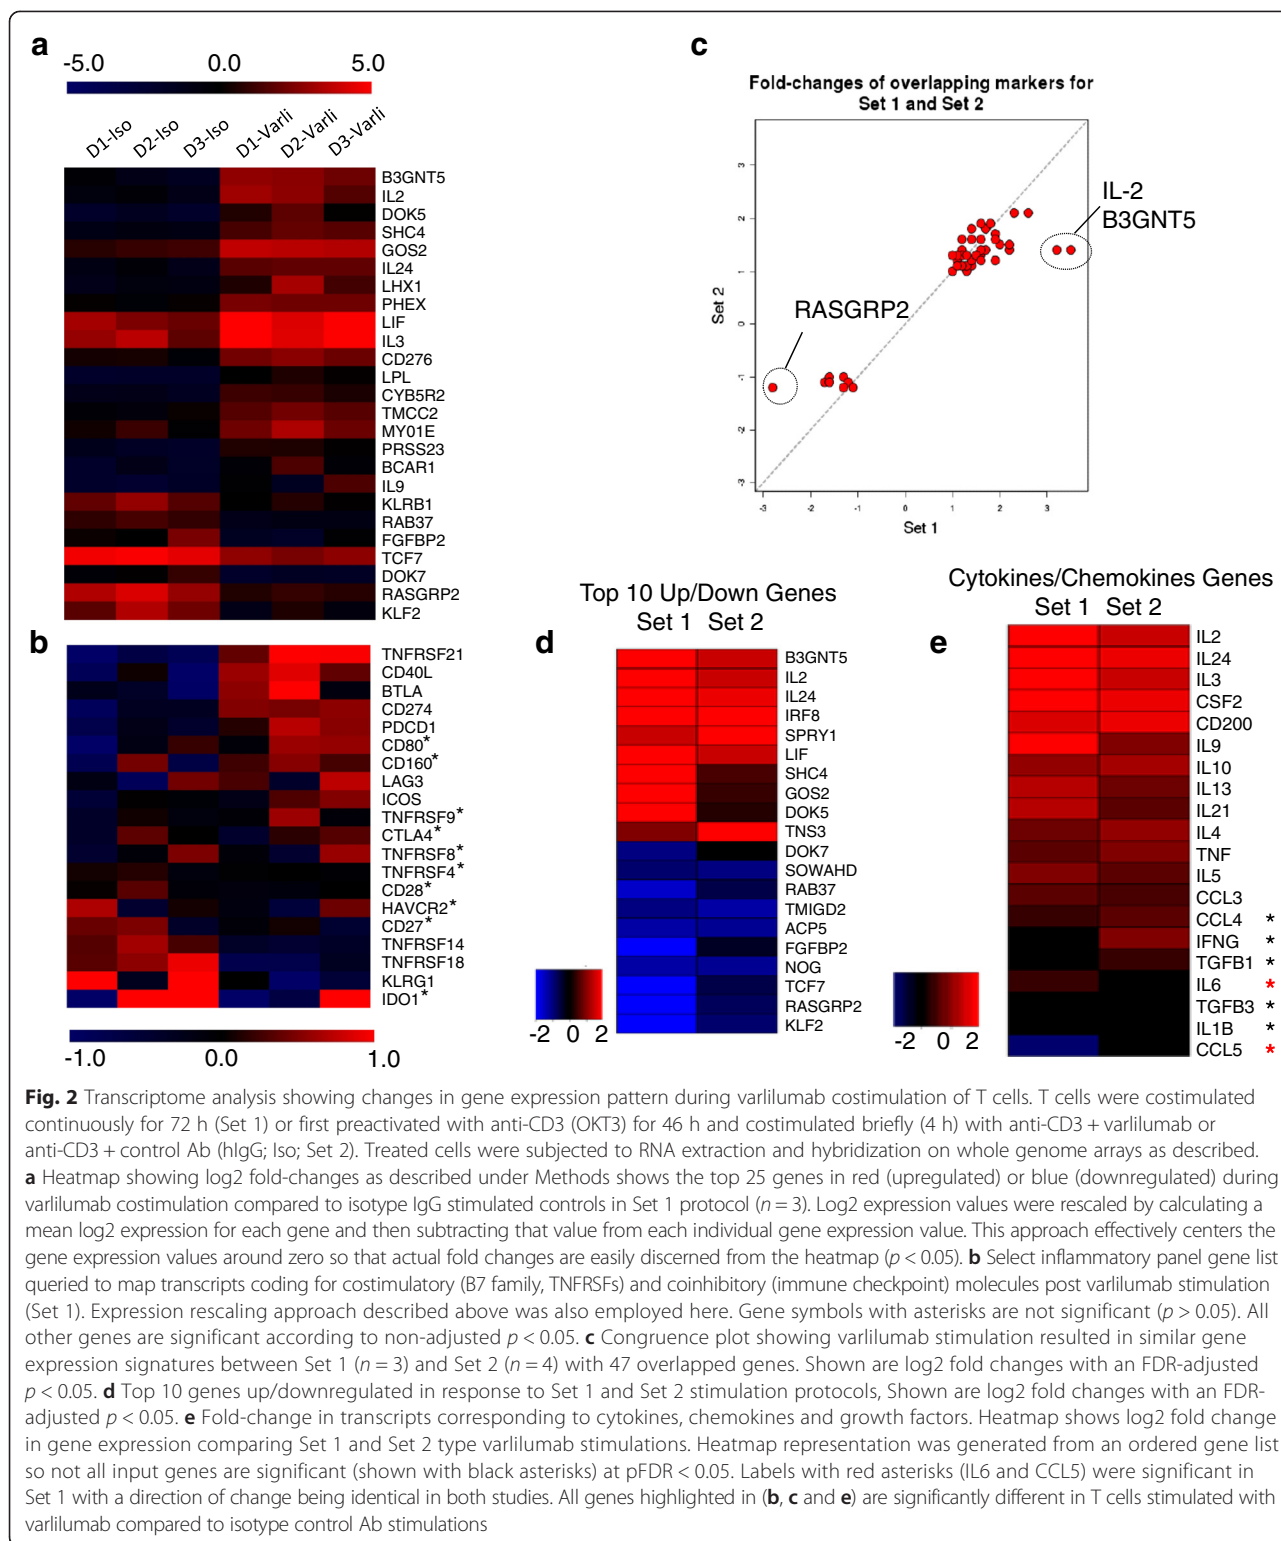 a
-5.0 0.0 5.0
D1-Iso D2-Iso D3-Iso D1-Varli D2-Varli D3-Varli
B3GNT5
IL2
DOK5
SHC4
GOS2
IL24
LHX1
PHEX
LIF
IL3
CD276
LPL
CYB5R2
TMCC2
MY01E
PRSS23
BCAR1
IL9
KLRB1
RAB37
FGFBP2
TCF7
DOK7
RASGRP2
KLF2
b
TNFRSF21
CD40L
BTLA
CD274
PDCD1
CD80*
CD160*
LAG3
ICOS
TNFRSF9*
CTLA4*
TNFRSF8*
TNFRSF4*
CD28*
HAVCR2*
CD27*
TNFRSF14
TNFRSF18
KLRG1
IDO1*
-1.0 0.0 1.0
c
Fold-changes of overlapping markers for
Set 1 and Set 2
IL-2
B3GNT5
RASGRP2
Set 2
3
2
1
0
-1
-2
-3
-3 -2 -1 0 1 2 3
Set 1
d
Top 10 Up/Down Genes
Set 1 Set 2
B3GNT5
IL2
IL24
IRF8
SPRY1
LIF
SHC4
GOS2
DOK5
TNS3
DOK7
SOWAHD
RAB37
TMIGD2
ACP5
FGFBP2
NOG
TCF7
RASGRP2
KLF2
-2 0 2
e
Cytokines/Chemokines Genes
Set 1 Set 2
IL2
IL24
IL3
CSF2
CD200
IL9
IL10
IL13
IL21
IL4
TNF
IL5
CCL3
CCL4 *
IFNG *
TGFB1 *
IL6 *
TGFB3 *
IL1B *
CCL5 *
-2 0 2
Fig. 2 Transcriptome analysis showing changes in gene expression pattern during varlilumab costimulation of T cells. T cells were costimulated
continuously for 72 h (Set 1) or first preactivated with anti-CD3 (OKT3) for 46 h and costimulated briefly (4 h) with anti-CD3 + varlilumab or
anti-CD3 + control Ab (hIgG; Iso; Set 2). Treated cells were subjected to RNA extraction and hybridization on whole genome arrays as described.
a Heatmap showing log2 fold-changes as described under Methods shows the top 25 genes in red (upregulated) or blue (downregulated) during
varlilumab costimulation compared to isotype IgG stimulated controls in Set 1 protocol (n = 3). Log2 expression values were rescaled by calculating a
mean log2 expression for each gene and then subtracting that value from each individual gene expression value. This approach effectively centers the
gene expression values around zero so that actual fold changes are easily discerned from the heatmap (p < 0.05). b Select inflammatory panel gene list
queried to map transcripts coding for costimulatory (B7 family, TNFRSFs) and coinhibitory (immune checkpoint) molecules post varlilumab stimulation
(Set 1). Expression rescaling approach described above was also employed here. Gene symbols with asterisks are not significant (p > 0.05). All
other genes are significant according to non-adjusted p < 0.05. c Congruence plot showing varlilumab stimulation resulted in similar gene
expression signatures between Set 1 (n = 3) and Set 2 (n = 4) with 47 overlapped genes. Shown are log2 fold changes with an FDR-adjusted
p < 0.05. d Top 10 genes up/downregulated in response to Set 1 and Set 2 stimulation protocols, Shown are log2 fold changes with an FDR-
adjusted p < 0.05. e Fold-change in transcripts corresponding to cytokines, chemokines and growth factors. Heatmap shows log2 fold change
in gene expression comparing Set 1 and Set 2 type varlilumab stimulations. Heatmap representation was generated from an ordered gene list
so not all input genes are significant (shown with black asterisks) at pFDR < 0.05. Labels with red asterisks (IL6 and CCL5) were significant in
Set 1 with a direction of change being identical in both studies. All genes highlighted in (b, c and e) are significantly different in T cells stimulated with
varlilumab compared to isotype control Ab stimulations